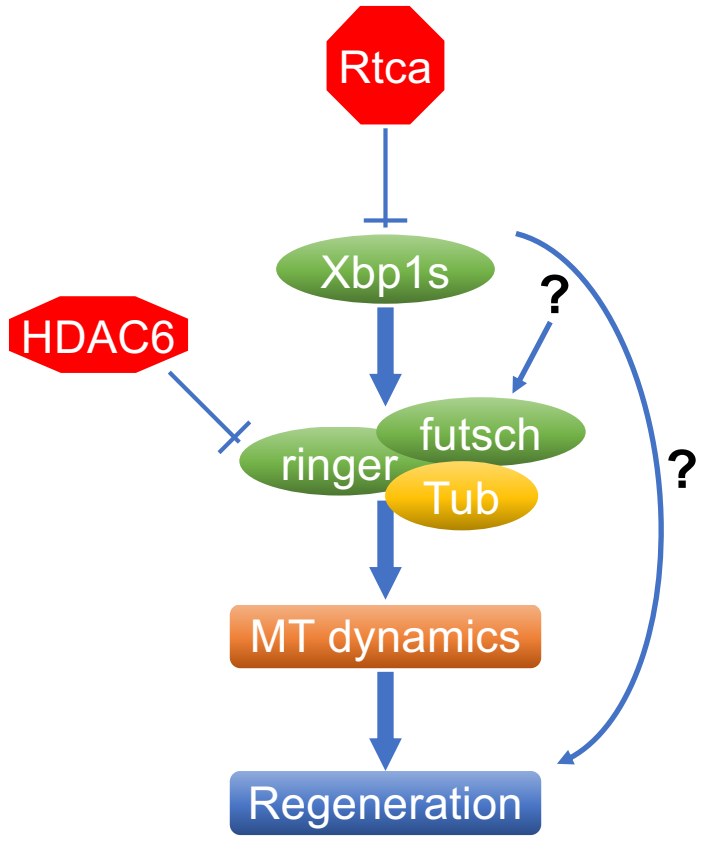 Rtca
Xbp1s
?
HDAC6
futsch
ringer
?
Tub
MT dynamics
Regeneration